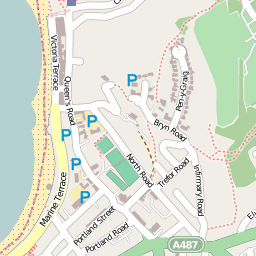 Victoria Terrace
Queen's Road
P
Pen-y-Graig
P
P
P
Bryn Road
North Road
Trefor Road
Infirmary Road
Marine Terrace
Portland Street
Portland Road
A487